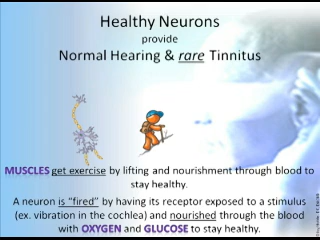 Healthy Neurons
provide
Normal Hearing & rare Tinnitus
MUSCLES get exercise by lifting and nourishment through blood to
stay healthy.
A neuron is “fired” by having its receptor exposed to a stimulus
(ex. vibration in the cochlea) and nourished through the blood
with OXYGEN and GLUCOSE to stay healthy.